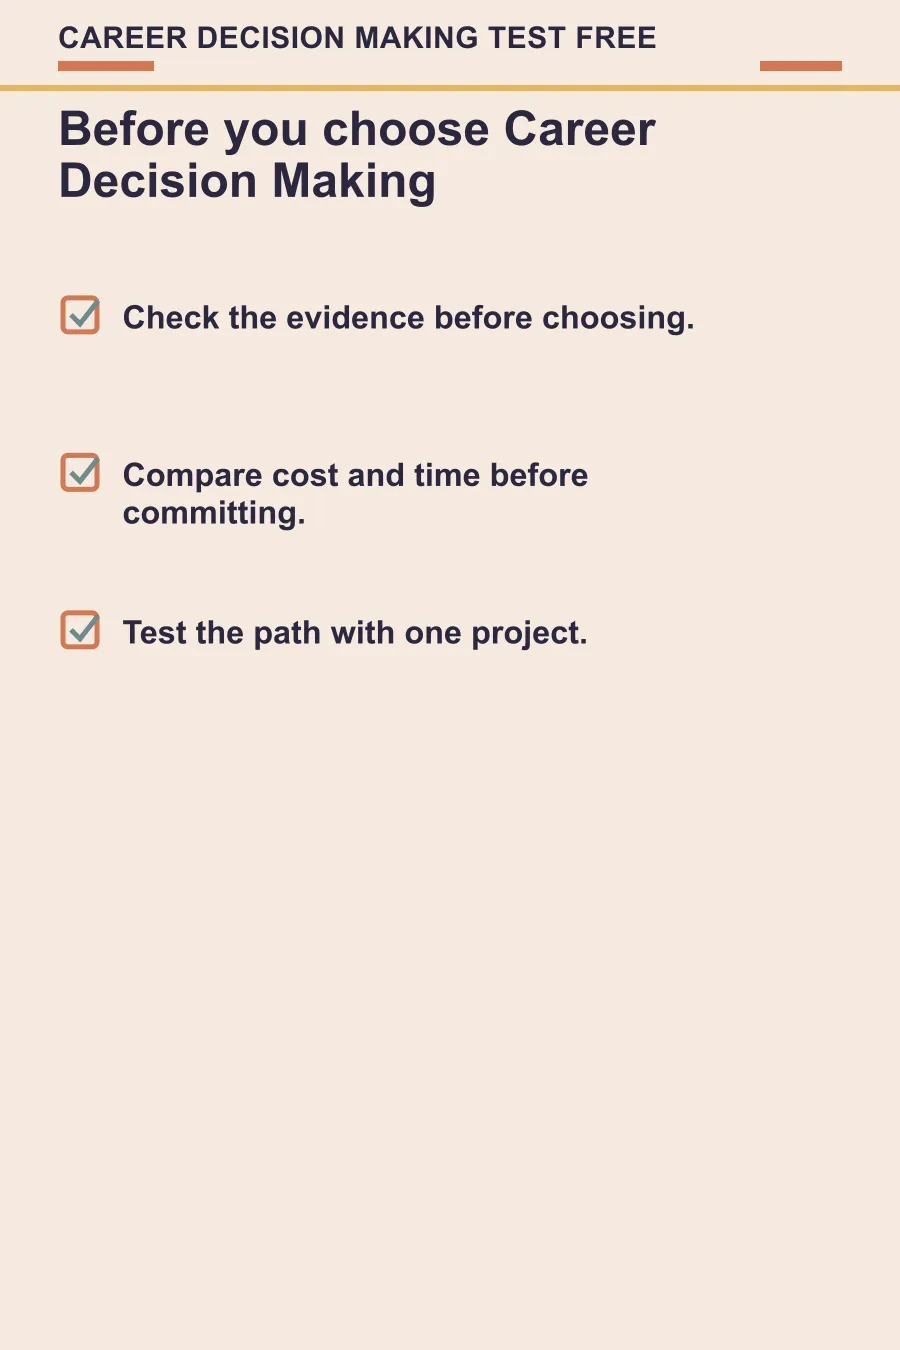 CAREER DECISION MAKING TEST FREE
Before you choose Career
Decision Making
Check the evidence before choosing.
Compare cost and time before
committing.
Test the path with one project.